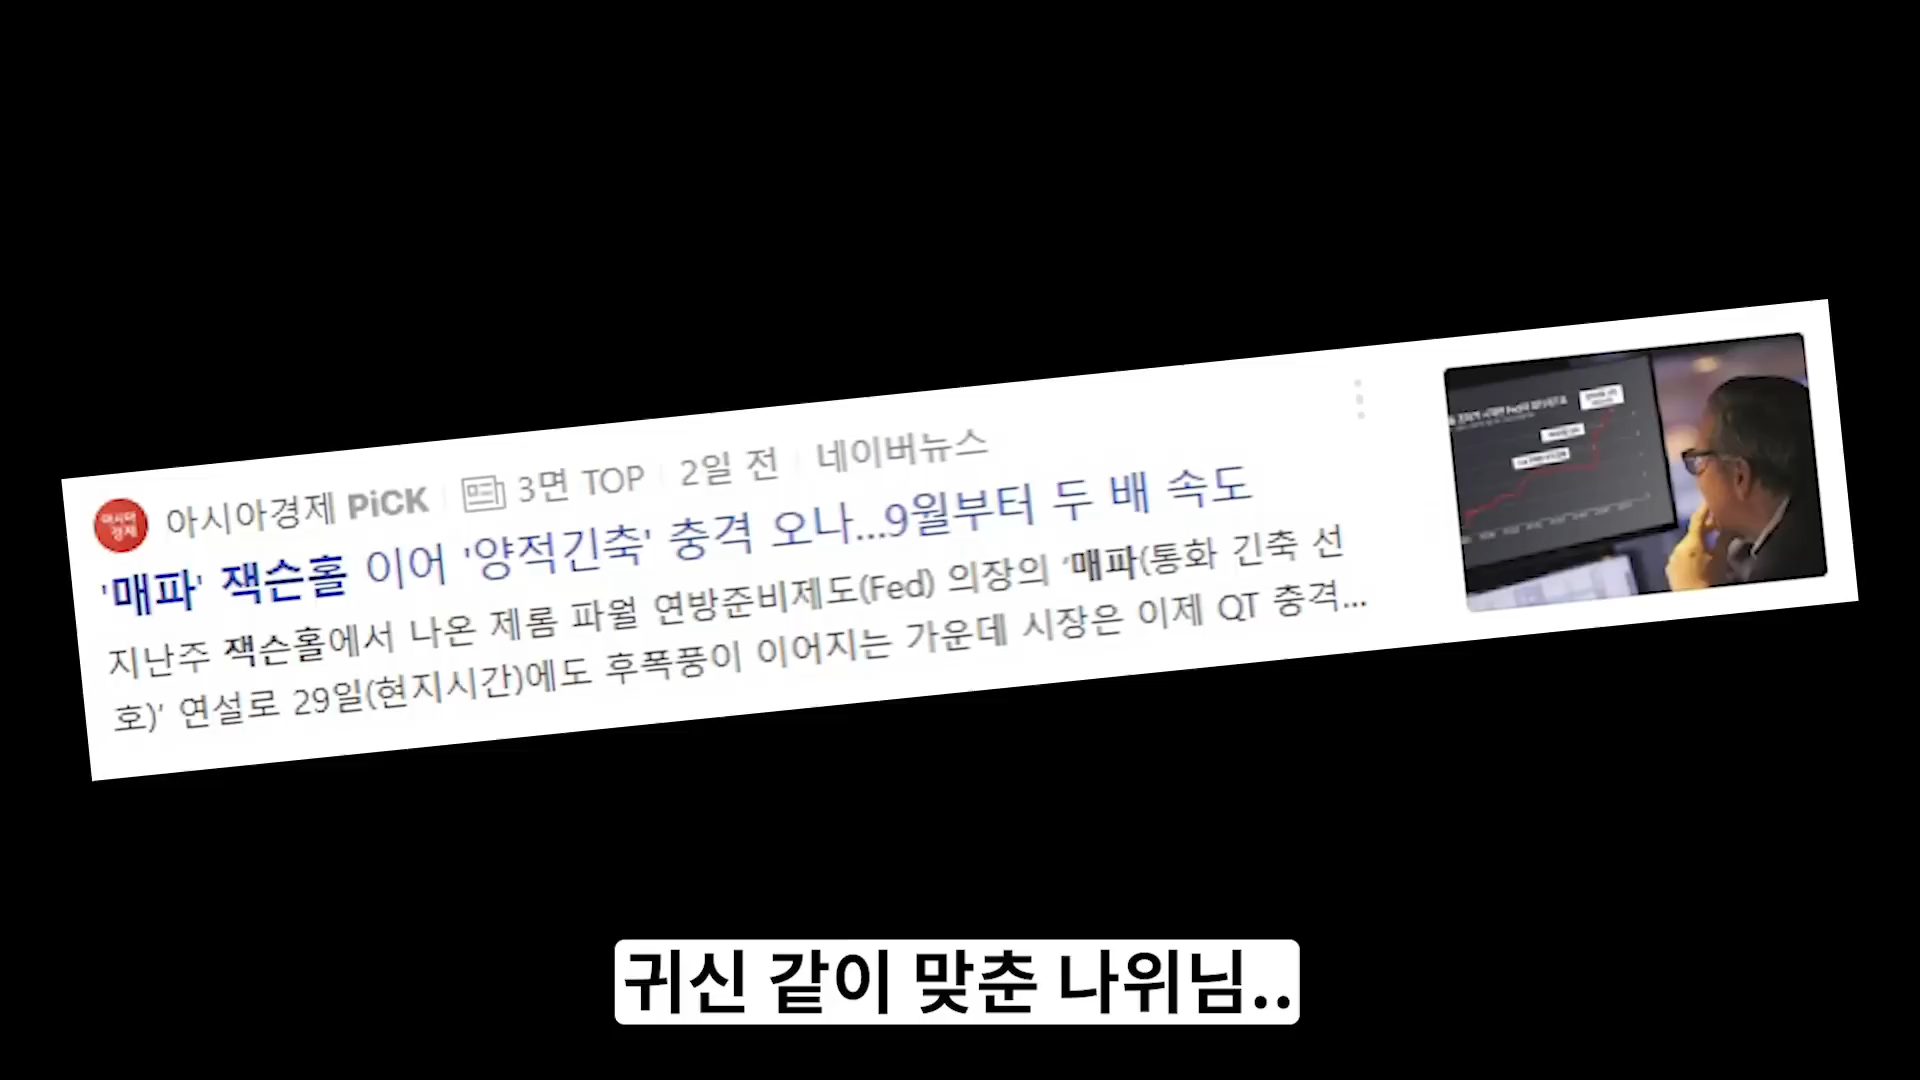 아시아경제
아시아경제 PiCK 3면 TOP 2일 전 네이버뉴스
'매파' 잭슨홀 이어 '양적긴축' 충격 오나...9월부터 두 배 속도
지난주 잭슨홀에서 나온 제롬 파월 연방준비제도(Fed) 의장의 ‘매파(통화 긴축 선
호)’ 연설로 29일(현지시간)에도 후폭풍이 이어지는 가운데 시장은 이제 QT 충격...
귀신 같이 맞춘 나위님..